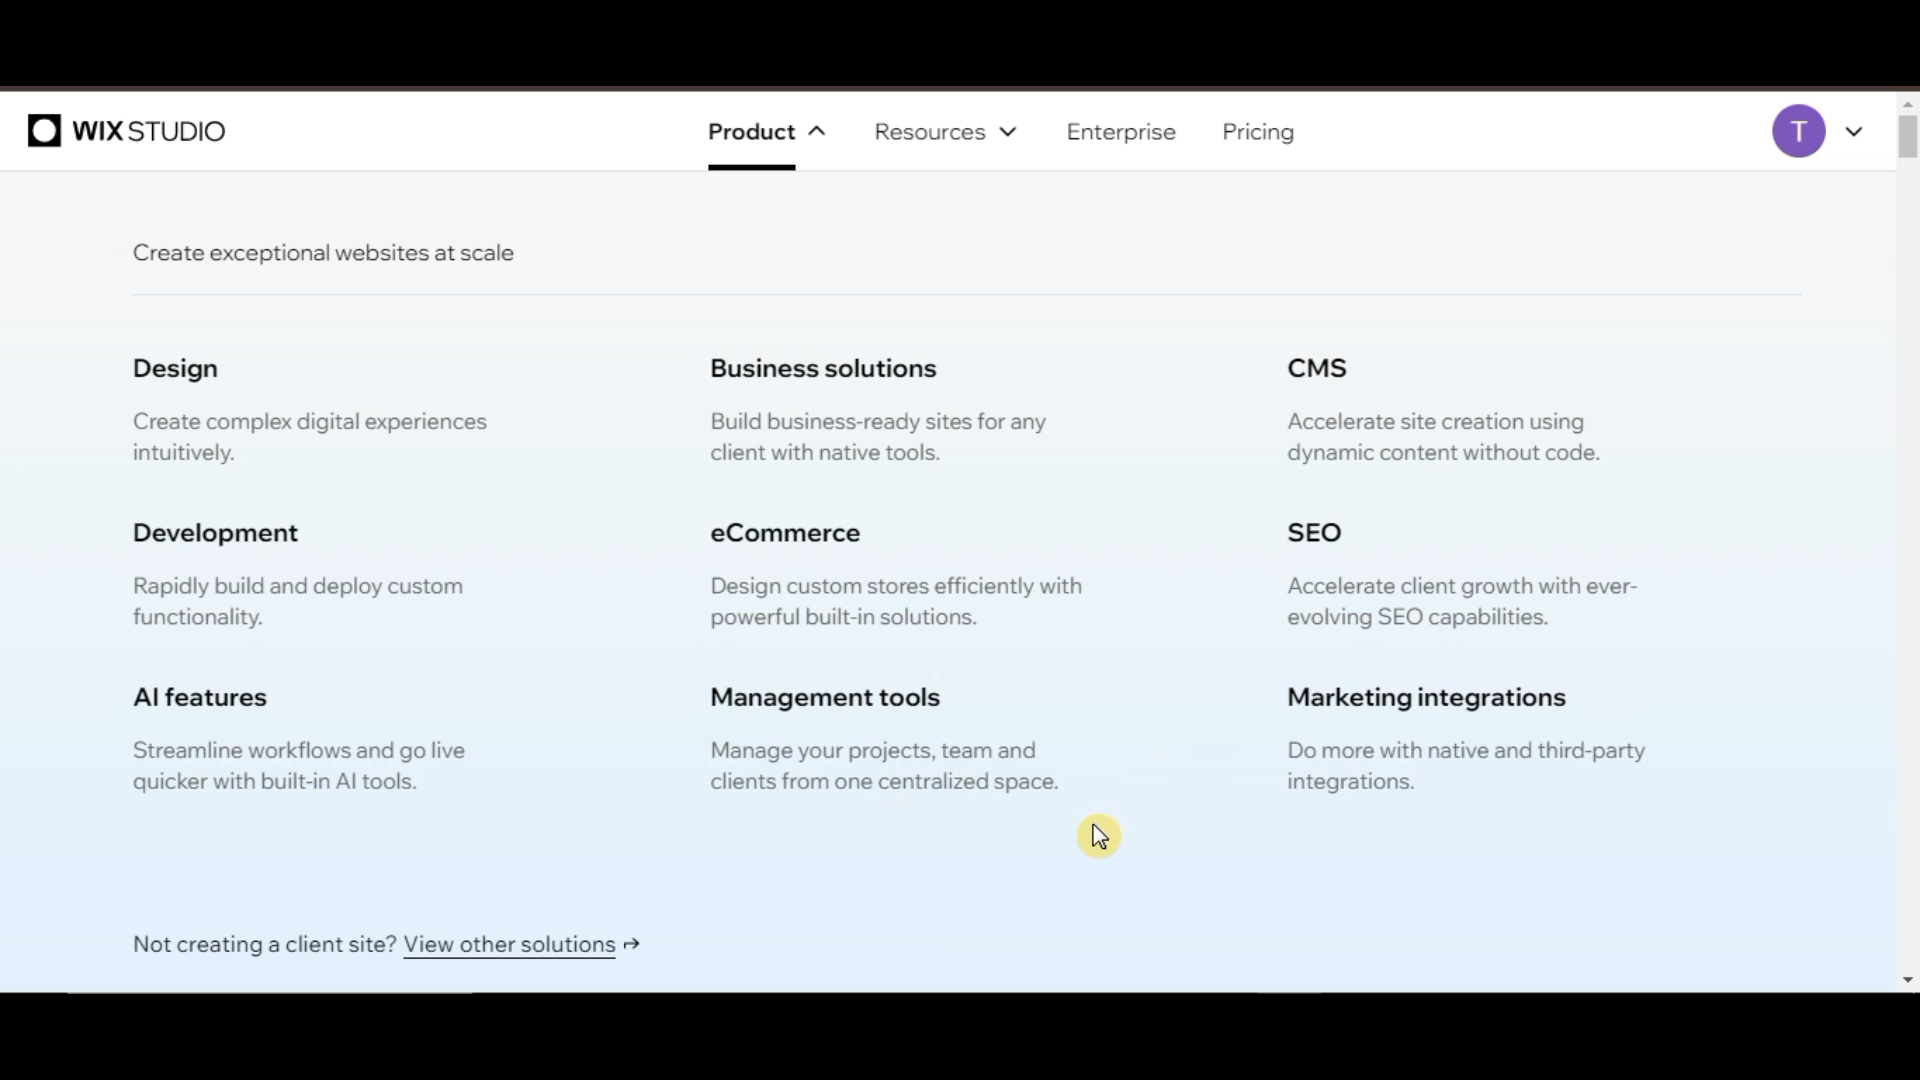 WIX STUDIO
Product
Resources
Enterprise
Pricing
T
Create exceptional websites at scale
Design
Create complex digital experiences
intuitively.
Business solutions
Build business-ready sites for any
client with native tools.
CMS
Accelerate site creation using
dynamic content without code.
Development
Rapidly build and deploy custom
functionality.
eCommerce
Design custom stores efficiently with
powerful built-in solutions.
SEO
Accelerate client growth with ever-
evolving SEO capabilities.
AI features
Streamline workflows and go live
quicker with built-in AI tools.
Management tools
Manage your projects, team and
clients from one centralized space.
Marketing integrations
Do more with native and third-party
integrations.
Not creating a client site? View other solutions →